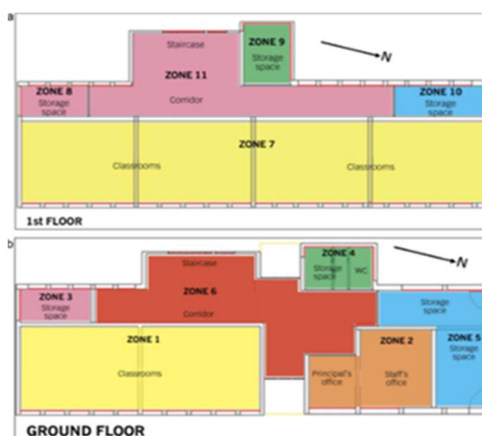 a
Staircase
ZONE 9
Storage
space
N
ZONE 11
ZONE 8
Storage
space
Corridor
ZONE 10
Storage
space
ZONE 7
Classrooms
Classrooms
1st FLOOR
b
Staircase
ZONE 4
Storage
space
WC
N
ZONE 3
Storage
space
ZONE 6
Corridor
Storage
space
ZONE 1
Classrooms
ZONE 2
Principal's
office
Staff's
office
ZONE 5
Storage
space
GROUND FLOOR